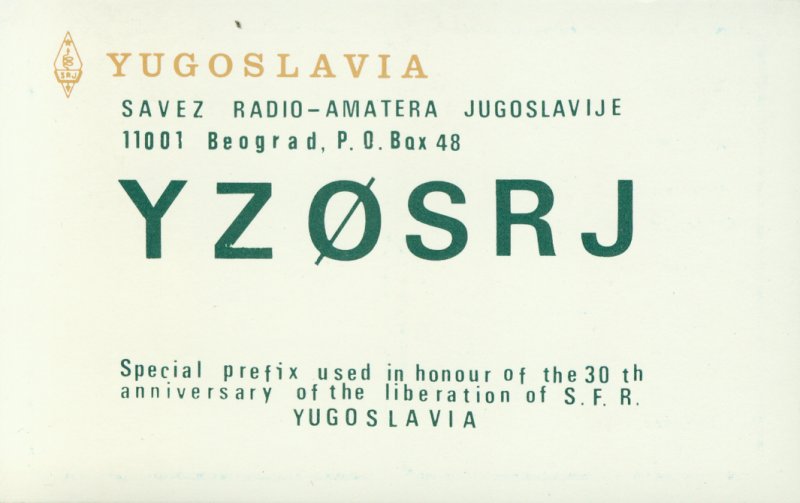 SRJ
YUGOSLAVIA
SAVEZ RADIO-AMATERA JUGOSLAVIJE
11001 Beograd, P.O. Box 48
YZØSRJ
Special prefix used in honour of the 30 th
anniversary of the liberation of S.F.R.
YUGOSLAVIA